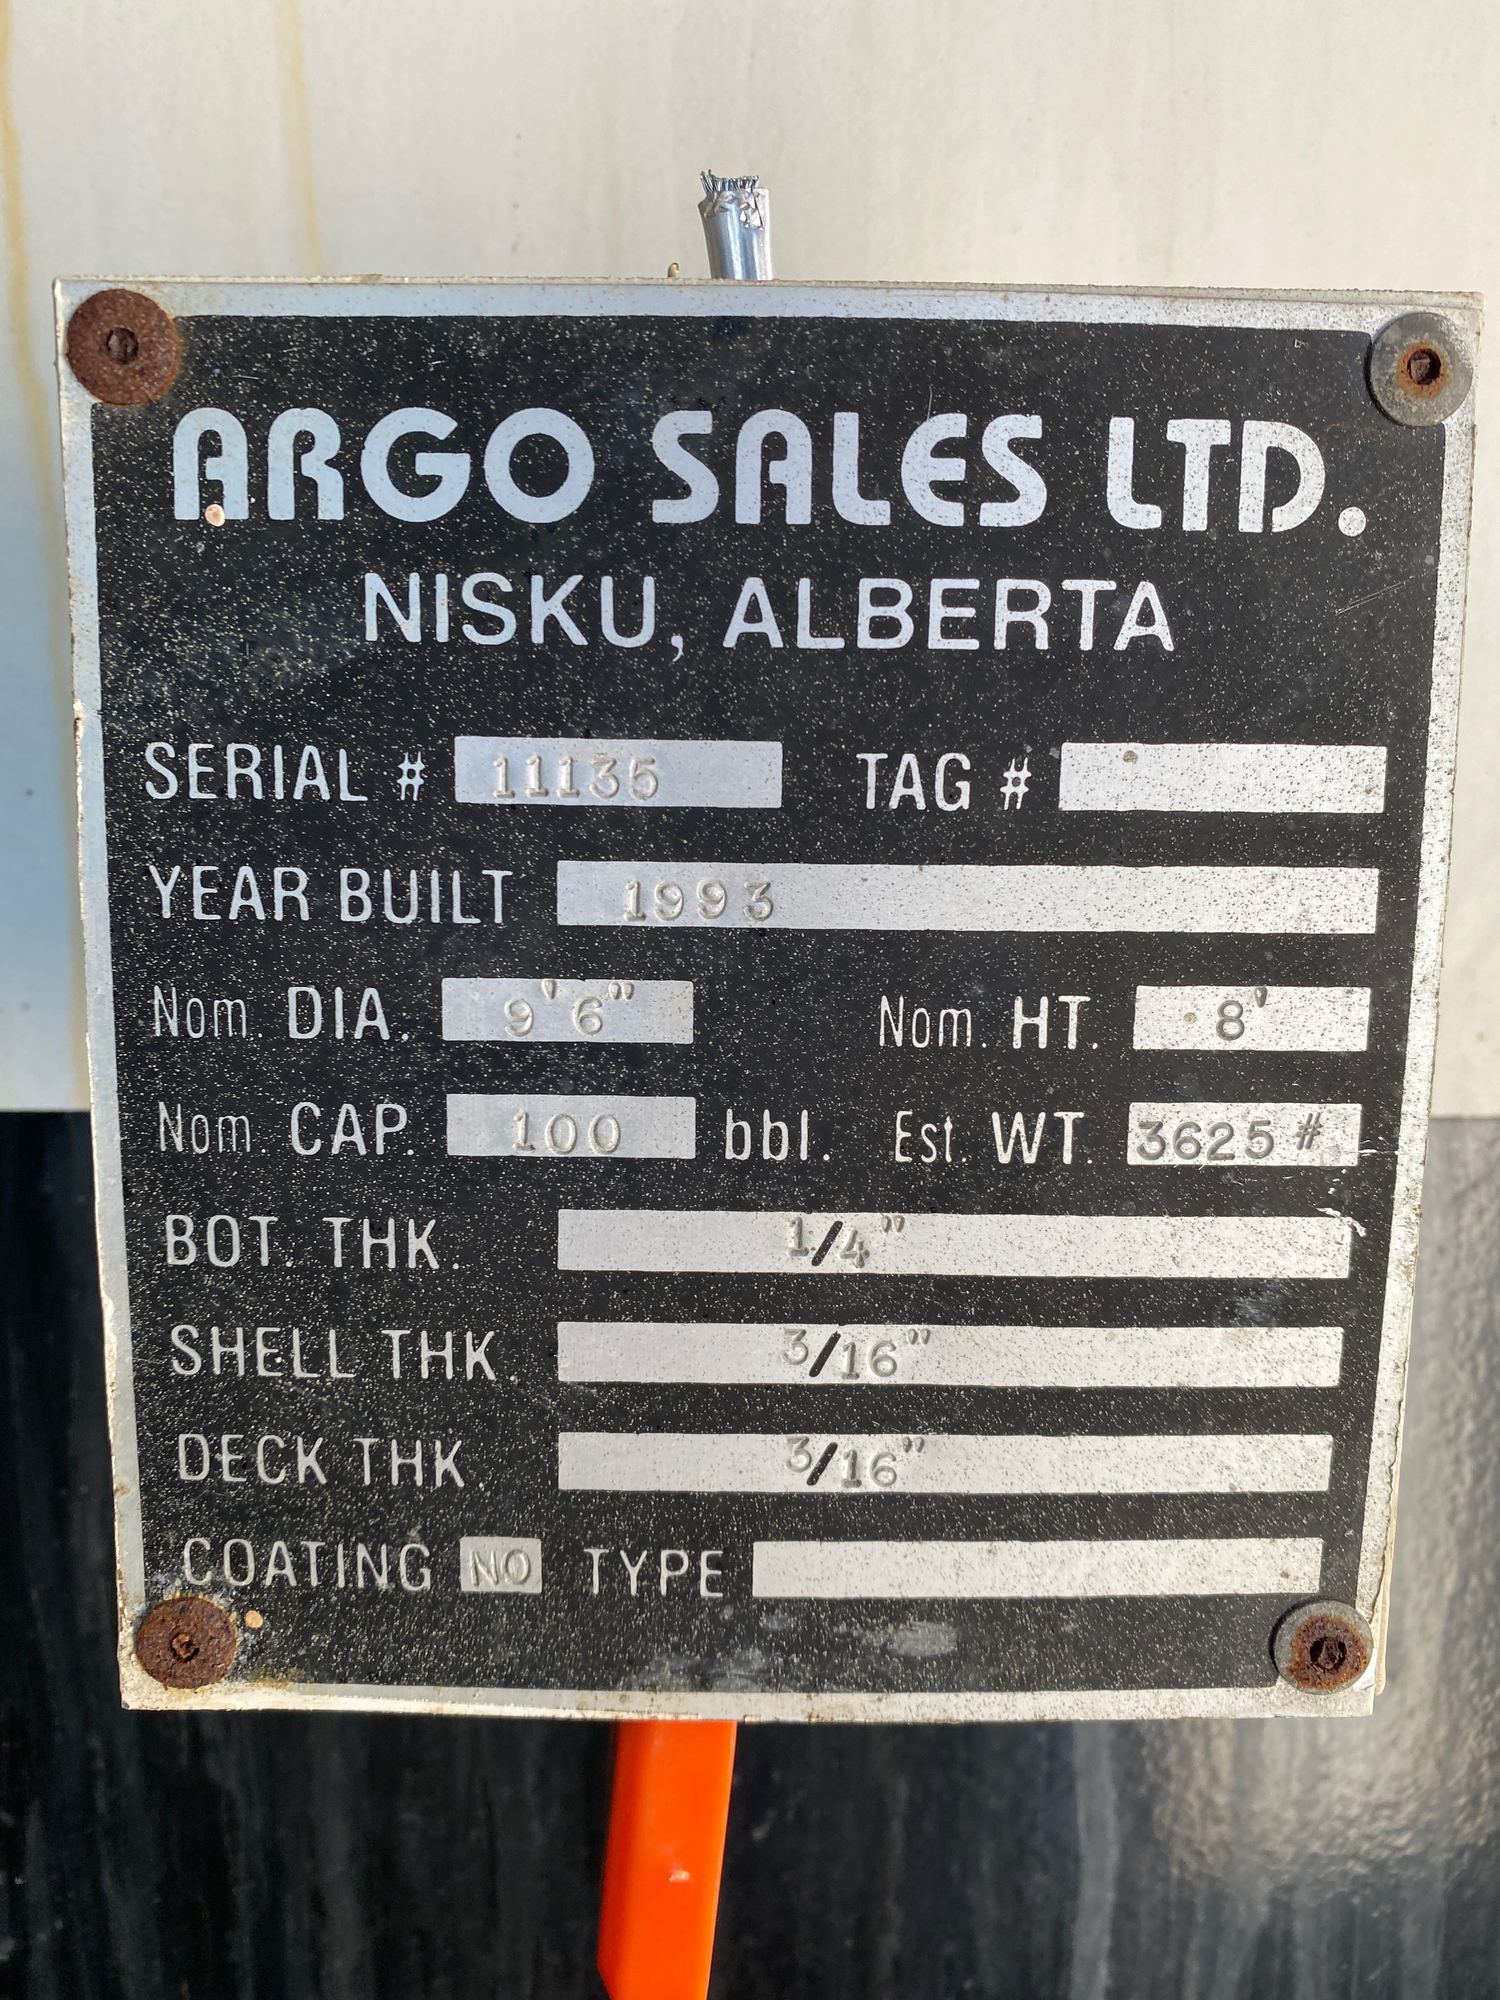 ARGO SALES LTD.
NISKU, ALBERTA
SERIAL # 11135 TAG #
YEAR BUILT 1993
Nom. DIA. 9'6" Nom. HT. 8'
Nom. CAP. 100 bbl. Est. WT. 3625#
BOT. THK. 1/4"
SHELL THK. 3/16"
DECK THK. 3/16"
COATING NO TYPE